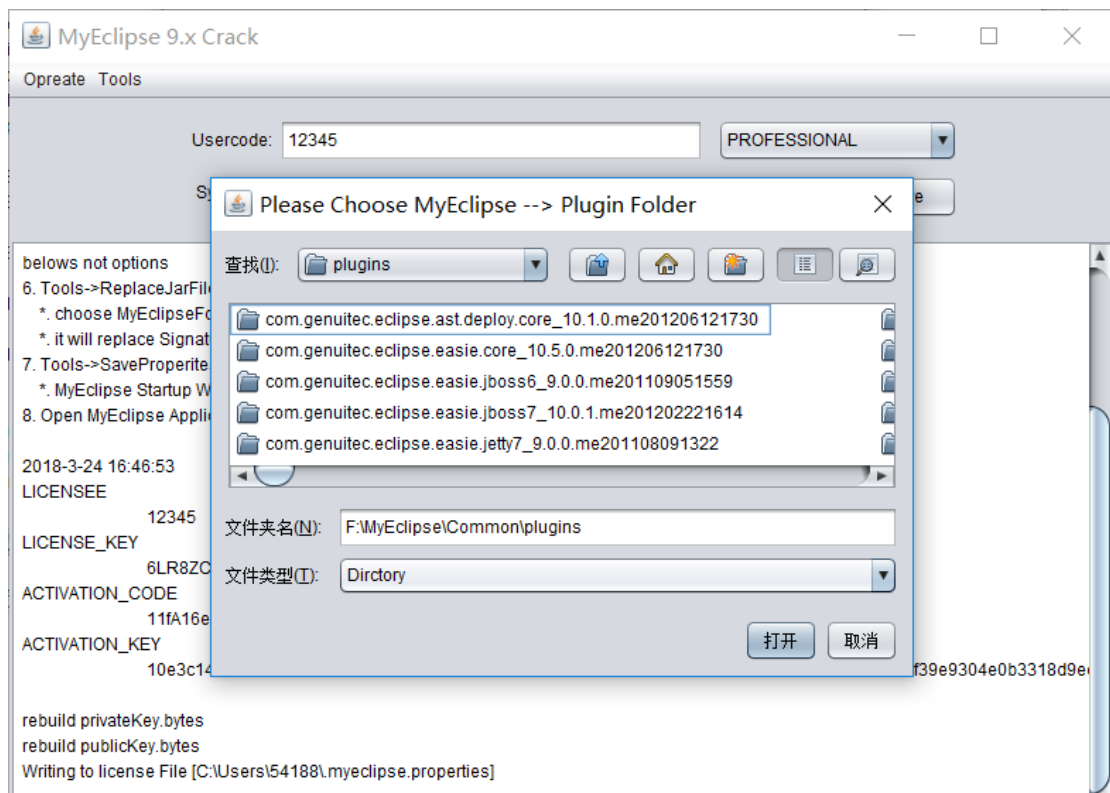 MyEclipse 9.x Crack
Opreate Tools
Usercode: 12345 PROFESSIONAL
Please Choose MyEclipse --> Plugin Folder
查找(I): plugins
com.genuitec.eclipse.ast.deploy.core_10.1.0.me201206121730
com.genuitec.eclipse.easie.core_10.5.0.me201206121730
com.genuitec.eclipse.easie.jboss6_9.0.0.me201109051559
com.genuitec.eclipse.easie.jboss7_10.0.1.me201202221614
com.genuitec.eclipse.easie.jetty7_9.0.0.me201108091322
文件夹名(N): F:\MyEclipse\Common\plugins
文件类型(T): Dirctory
打开 取消
belows not options
6. Tools->ReplaceJarFil
*. choose MyEclipseFo
*. it will replace Signat
7. Tools->SaveProperite
*. MyEclipse Startup W
8. Open MyEclipse Appli
2018-3-24 16:46:53
LICENSEE
12345
LICENSE_KEY
6LR8ZC
ACTIVATION_CODE
11fA16e
ACTIVATION_KEY
10e3c14 f39e9304e0b3318d9e
rebuild privateKey.bytes
rebuild publicKey.bytes
Writing to license File [C:\Users\54188\.myeclipse.properties]